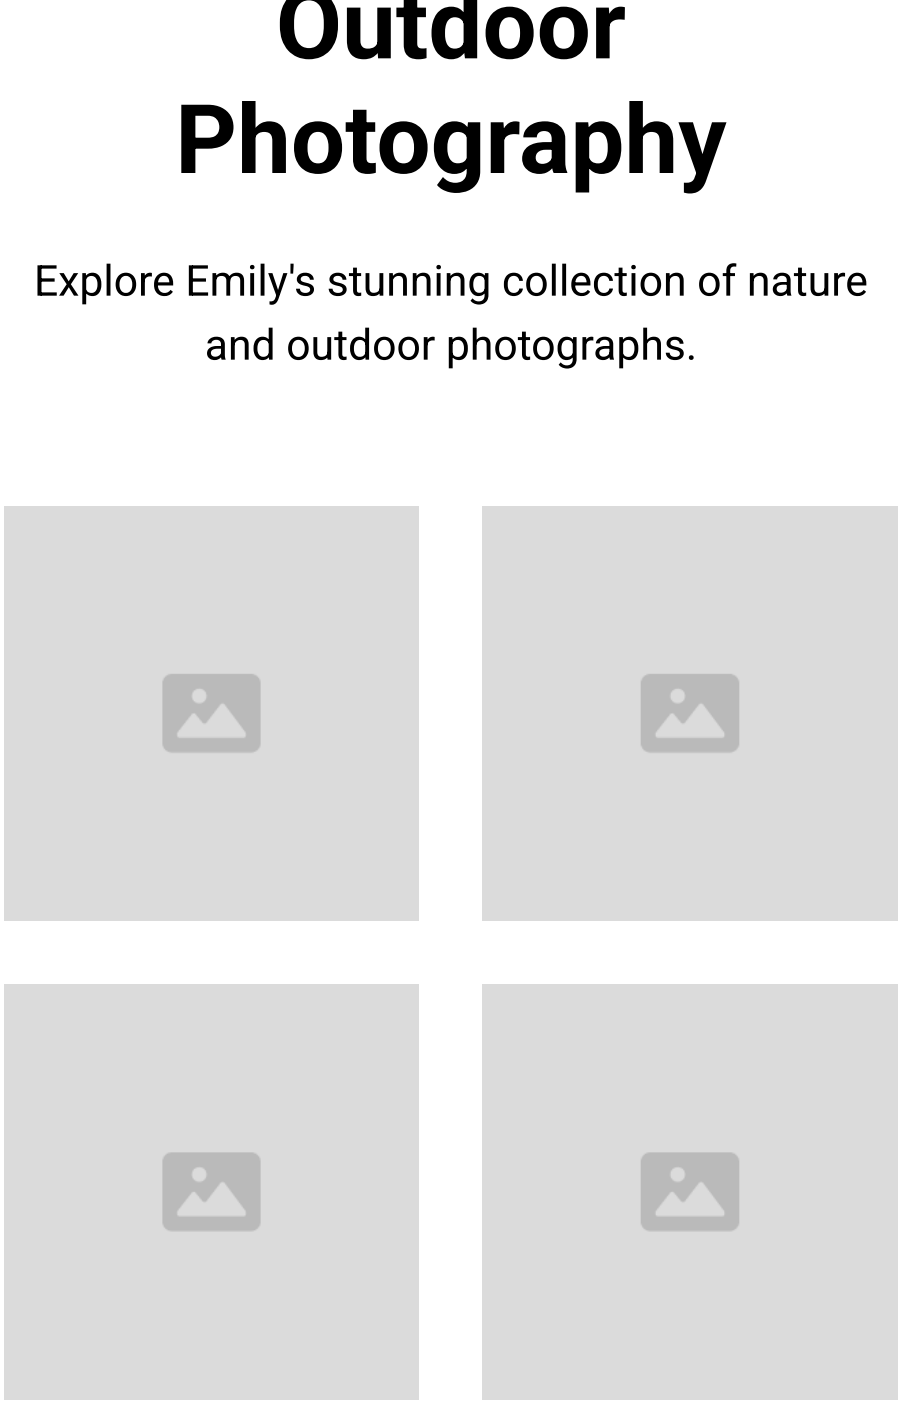 Outdoor
Photography
Explore Emily's stunning collection of nature
and outdoor photographs.